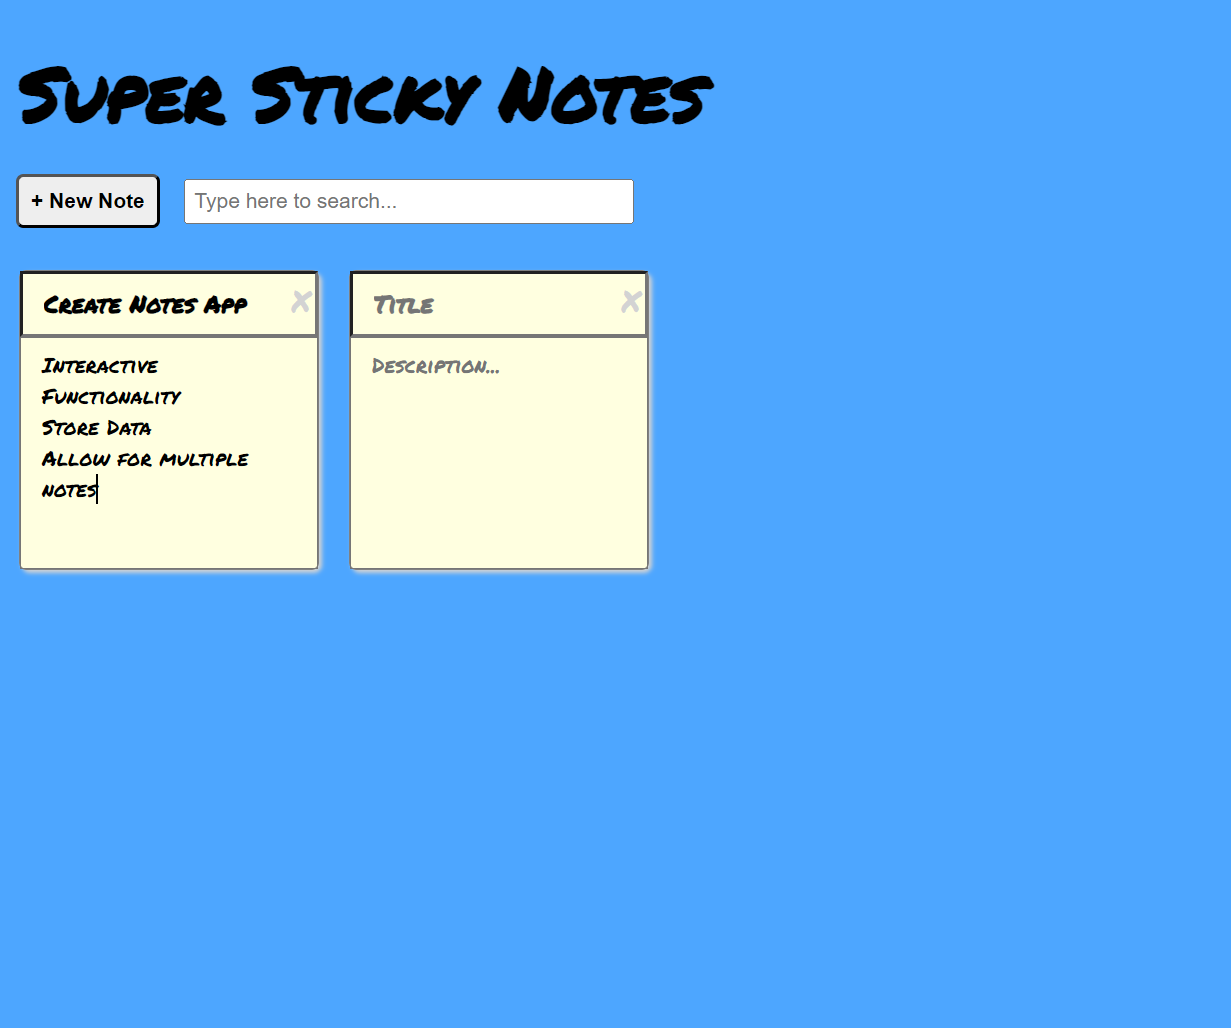 Super Sticky Notes
+ New Note
Type here to search...
Create Notes App
x
Title
x
Interactive
Functionality
Store Data
Allow for multiple
notes
Description...